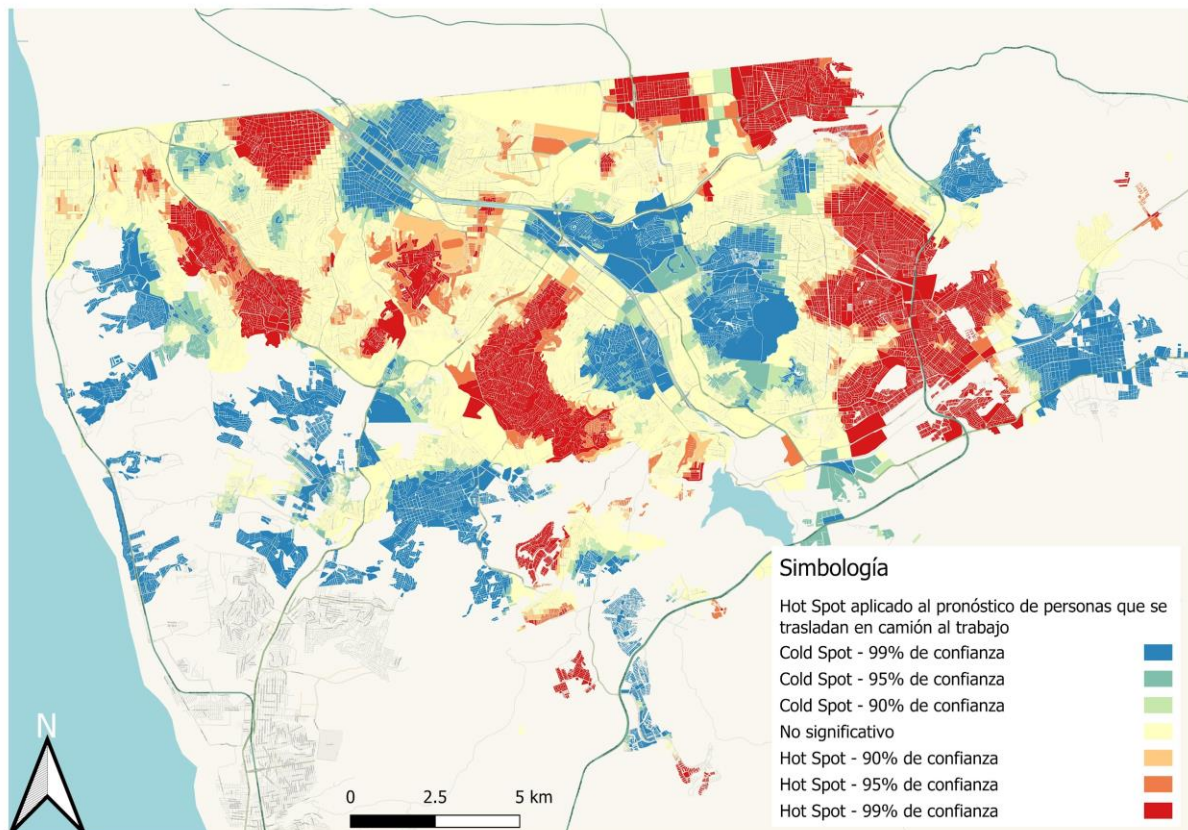 Simbología
Hot Spot aplicado al pronóstico de personas que se
trasladan en camión al trabajo
Cold Spot - 99% de confianza
Cold Spot - 95% de confianza
Cold Spot - 90% de confianza
No significativo
Hot Spot - 90% de confianza
Hot Spot - 95% de confianza
Hot Spot - 99% de confianza
N
0 2.5 5 km